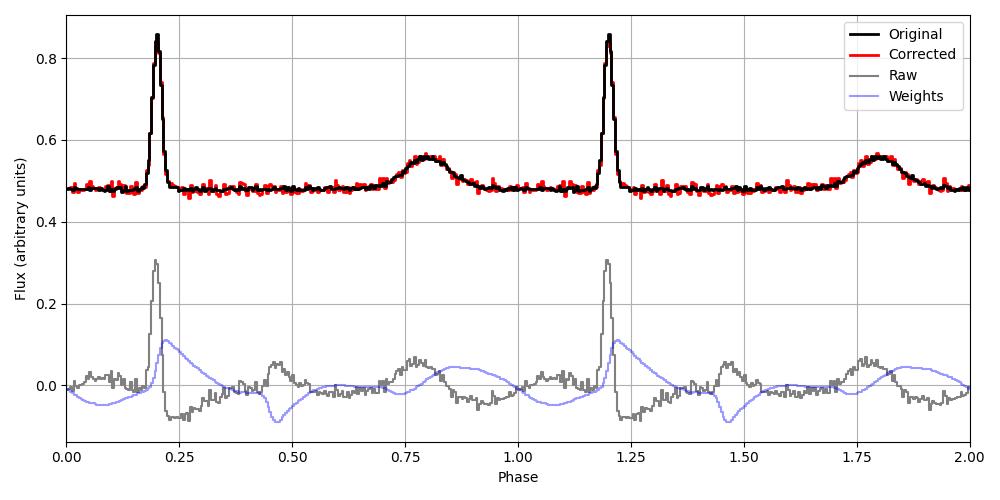 Original
Corrected
Raw
Weights
Flux (arbitrary units)
0.8
0.6
0.4
0.2
0.0
0.00 0.25 0.50 0.75 1.00 1.25 1.50 1.75 2.00
Phase